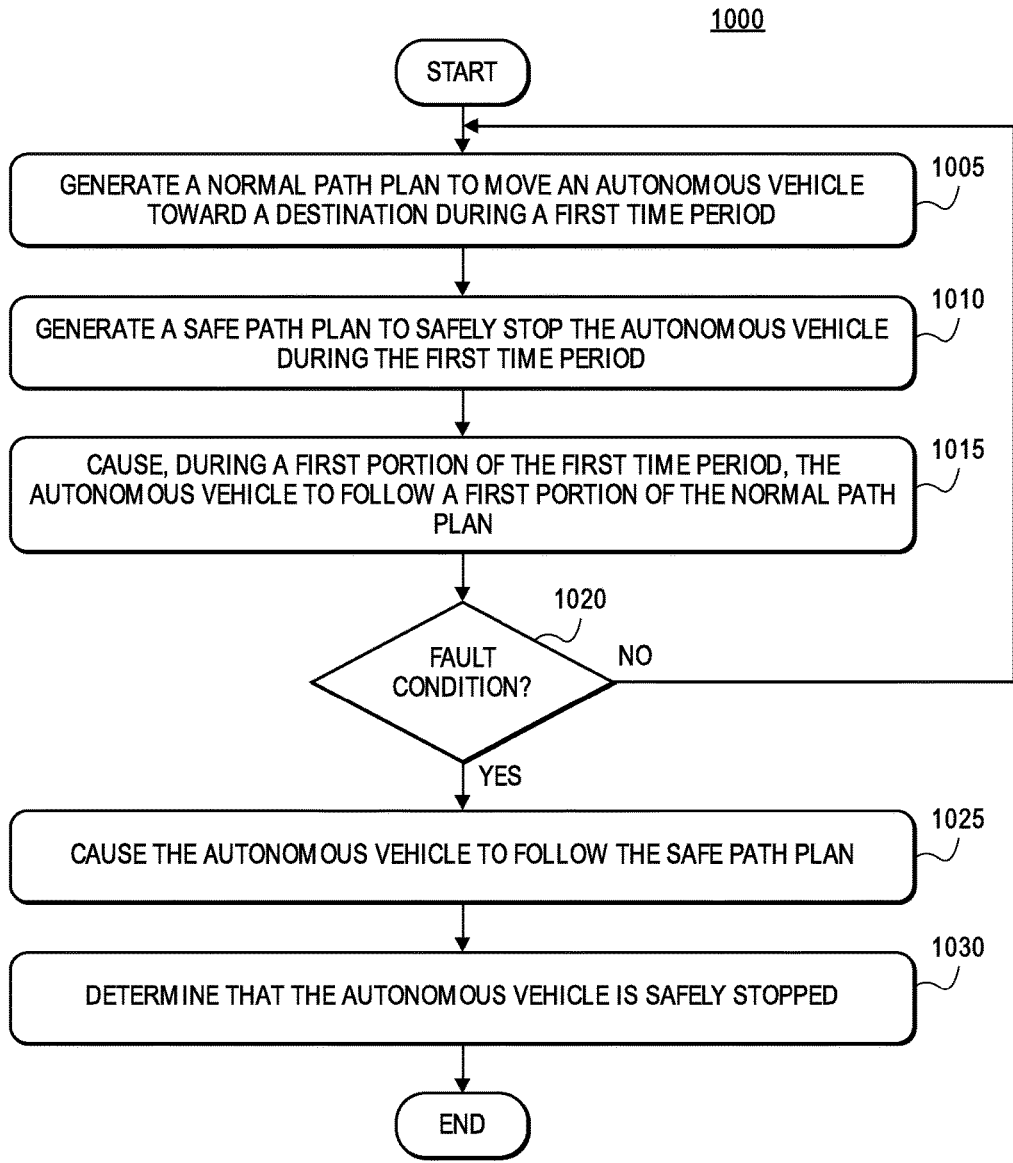 1000
START
GENERATE A NORMAL PATH PLAN TO MOVE AN AUTONOMOUS VEHICLE
TOWARD A DESTINATION DURING A FIRST TIME PERIOD
1005
GENERATE A SAFE PATH PLAN TO SAFELY STOP THE AUTONOMOUS VEHICLE
DURING THE FIRST TIME PERIOD
1010
CAUSE, DURING A FIRST PORTION OF THE FIRST TIME PERIOD, THE
AUTONOMOUS VEHICLE TO FOLLOW A FIRST PORTION OF THE NORMAL PATH
PLAN
1015
FAULT
CONDITION?
1020
NO
YES
CAUSE THE AUTONOMOUS VEHICLE TO FOLLOW THE SAFE PATH PLAN
1025
DETERMINE THAT THE AUTONOMOUS VEHICLE IS SAFELY STOPPED
1030
END